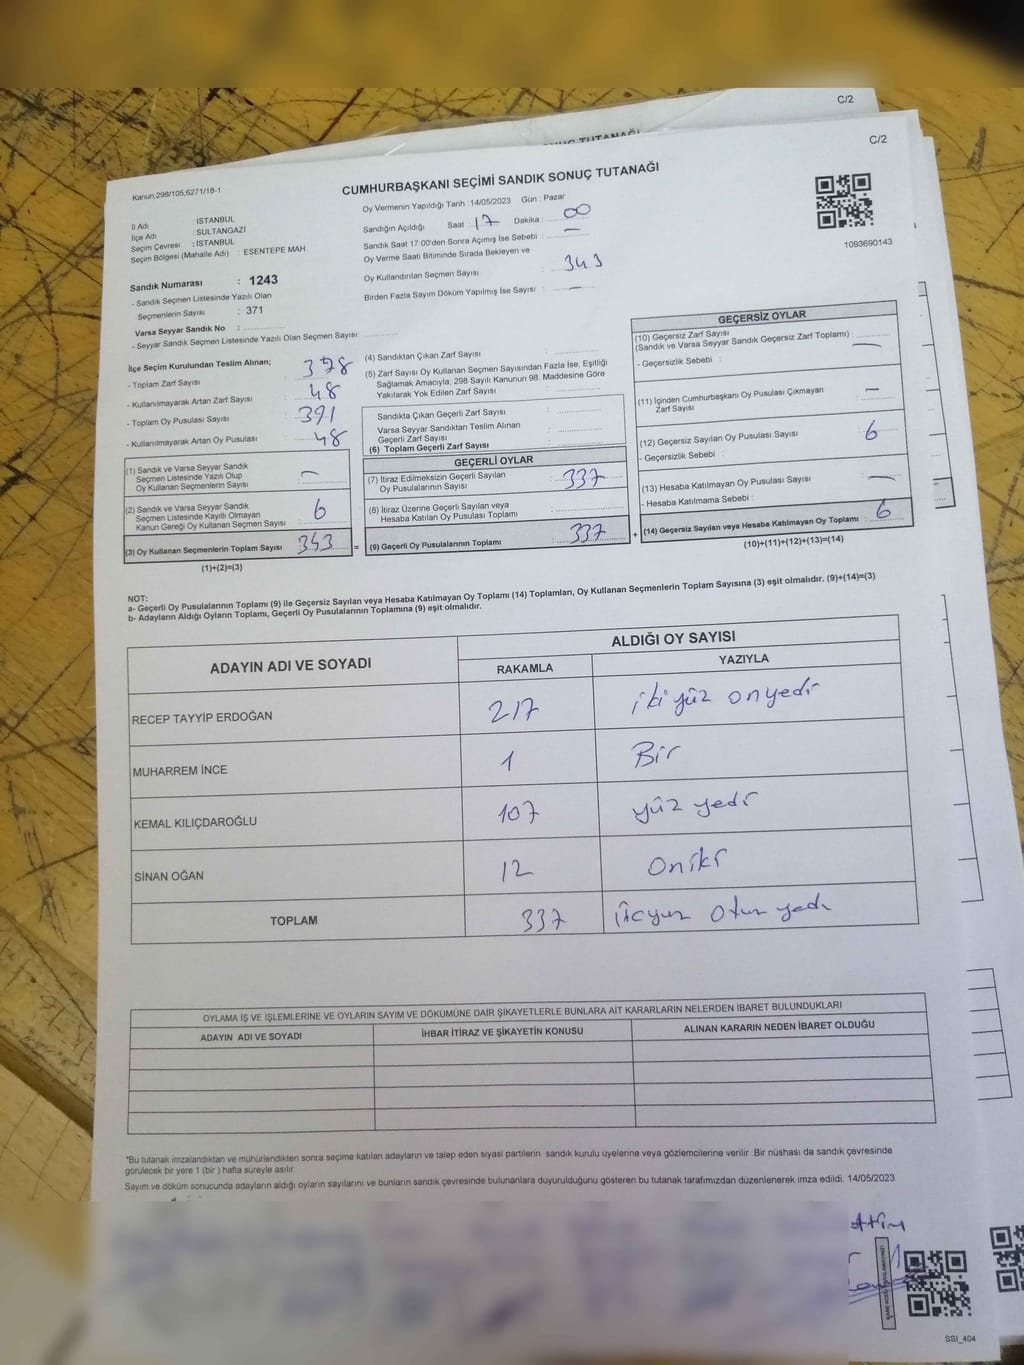 C/2
C/2
Kanun;298/105;6271/18-1
CUMHURBAŞKANI SEÇİMİ SANDIK SONUÇ TUTANAĞI
İl Adı : İSTANBUL
İlçe Adı : SULTANGAZİ
Seçim Çevresi : İSTANBUL
Seçim Bölgesi (Mahalle Adı) : ESENTEPE MAH
Sandık Numarası : 1243
- Sandık Seçmen Listesinde Yazılı Olan
Seçmenlerin Sayısı : 371
Varsa Seyyar Sandık No :
- Seyyar Sandık Seçmen Listesinde Yazılı Olan Seçmen Sayısı:
Oy Vermenin Yapıldığı Tarih : 14/05/2023 Gün : Pazar
Sandığın Açıldığı Saat : 17 Dakika : 00
Sandık Saat 17:00'den Sonra Açımış İse Sebebi : —
Oy Verme Saati Bitiminde Sırada Bekleyen ve
Oy Kullandırılan Seçmen Sayısı : 343
Birden Fazla Sayım Döküm Yapılmış İse Sayısı : —
1093690143
İlçe Seçim Kurulundan Teslim Alınan;
- Toplam Zarf Sayısı : 378
- Kullanılmayarak Artan Zarf Sayısı : 48
- Toplam Oy Pusulası Sayısı : 391
- Kullanılmayarak Artan Oy Pusulası : 48
(1) Sandık ve Varsa Seyyar Sandık
Seçmen Listesinde Yazılı Olup
Oy Kullanan Seçmenlerin Sayısı : —
(2) Sandık ve Varsa Seyyar Sandık
Seçmen Listesinde Kayıtlı Olmayan
Kanun Gereği Oy Kullanan Seçmen Sayısı : 6
(3) Oy Kullanan Seçmenlerin Toplam Sayısı : 343 =
(1)+(2)=(3)
(4) Sandıktan Çıkan Zarf Sayısı :
(5) Zarf Sayısı Oy Kullanan Seçmen Sayısından Fazla İse, Eşitliği
Sağlamak Amacıyla; 298 Sayılı Kanunun 98. Maddesine Göre
Yakılarak Yok Edilen Zarf Sayısı :
Sandıkta Çıkan Geçerli Zarf Sayısı :
Varsa Seyyar Sandıktan Teslim Alınan
Geçerli Zarf Sayısı :
(6) Toplam Geçerli Zarf Sayısı :
GEÇERLİ OYLAR
(7) İtiraz Edilmeksizin Geçerli Sayılan
Oy Pusulalarının Sayısı : 337
(8) İtiraz Üzerine Geçerli Sayılan veya
Hesaba Katılan Oy Pusulası Toplamı :
(9) Geçerli Oy Pusulalarının Toplamı : 337 +
GEÇERSİZ OYLAR
(10) Geçersiz Zarf Sayısı
(Sandık ve Varsa Seyyar Sandık Geçersiz Zarf Toplamı) : —
- Geçersizlik Sebebi :
(11) İçinden Cumhurbaşkanı Oy Pusulası Çıkmayan
Zarf Sayısı : —
(12) Geçersiz Sayılan Oy Pusulası Sayısı : 6
- Geçersizlik Sebebi :
(13) Hesaba Katılmayan Oy Pusulası Sayısı : —
- Hesaba Katılmama Sebebi :
(14) Geçersiz Sayılan veya Hesaba Katılmayan Oy Toplamı : 6
(10)+(11)+(12)+(13)=(14)
NOT:
a- Geçerli Oy Pusulalarının Toplamı (9) ile Geçersiz Sayılan veya Hesaba Katılmayan Oy Toplamı (14) Toplamları, Oy Kullanan Seçmenlerin Toplam Sayısına (3) eşit olmalıdır. (9)+(14)=(3)
b- Adayların Aldığı Oyların Toplamı, Geçerli Oy Pusulalarının Toplamına (9) eşit olmalıdır.
ADAYIN ADI VE SOYADI
ALDIĞI OY SAYISI
RAKAMLA YAZIYLA
RECEP TAYYİP ERDOĞAN 217 iki yüz onyedi
MUHARREM İNCE 1 Bir
KEMAL KILIÇDAROĞLU 107 yüz yedi
SİNAN OĞAN 12 oniki
TOPLAM 337 üçyuz otuz yedi
OYLAMA İŞ VE İŞLEMLERİNE VE OYLARIN SAYIM VE DÖKÜMÜNE DAİR ŞİKAYETLERLE BUNLARA AİT KARARLARIN NELERDEN İBARET BULUNDUKLARI
ADAYIN ADI VE SOYADI İHBAR İTİRAZ VE ŞİKAYETİN KONUSU ALINAN KARARIN NEDEN İBARET OLDUĞU
*Bu tutanak imzalandıktan ve mühürlendikten sonra seçime katılan adayların ve talep eden siyasi partilerin sandık kurulu üyelerine veya gözlemcilerine verilir .Bir nüshası da sandık çevresinde
görülecek bir yere 1 (bir ) hafta süreyle asılır.
Sayım ve döküm sonucunda adayların aldığı oyların sayılarını ve bunların sandık çevresinde bulunanlara duyurulduğunu gösteren bu tutanak tarafımızdan düzenlenerek imza edildi. 14/05/2023
SSI_404